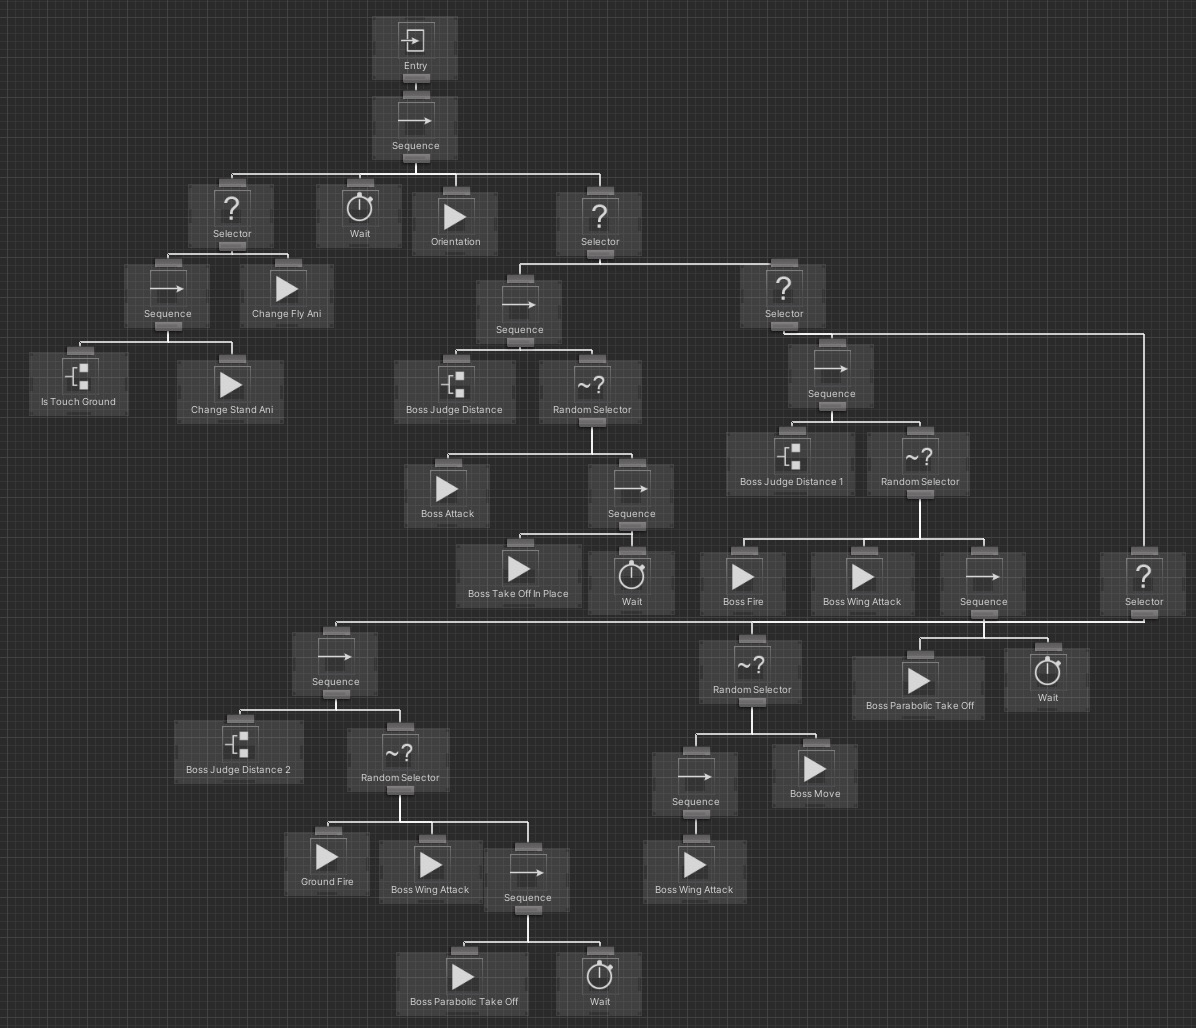 Entry
Sequence
Selector
Wait
Orientation
Selector
Sequence
Change Fly Ani
Sequence
Selector
Is Touch Ground
Change Stand Ani
Boss Judge Distance
Random Selector
Sequence
Boss Attack
Sequence
Boss Judge Distance 1
Random Selector
Boss Take Off In Place
Wait
Boss Fire
Boss Wing Attack
Sequence
Selector
Sequence
Random Selector
Boss Parabolic Take Off
Wait
Boss Judge Distance 2
Random Selector
Sequence
Boss Move
Ground Fire
Boss Wing Attack
Sequence
Boss Wing Attack
Boss Parabolic Take Off
Wait